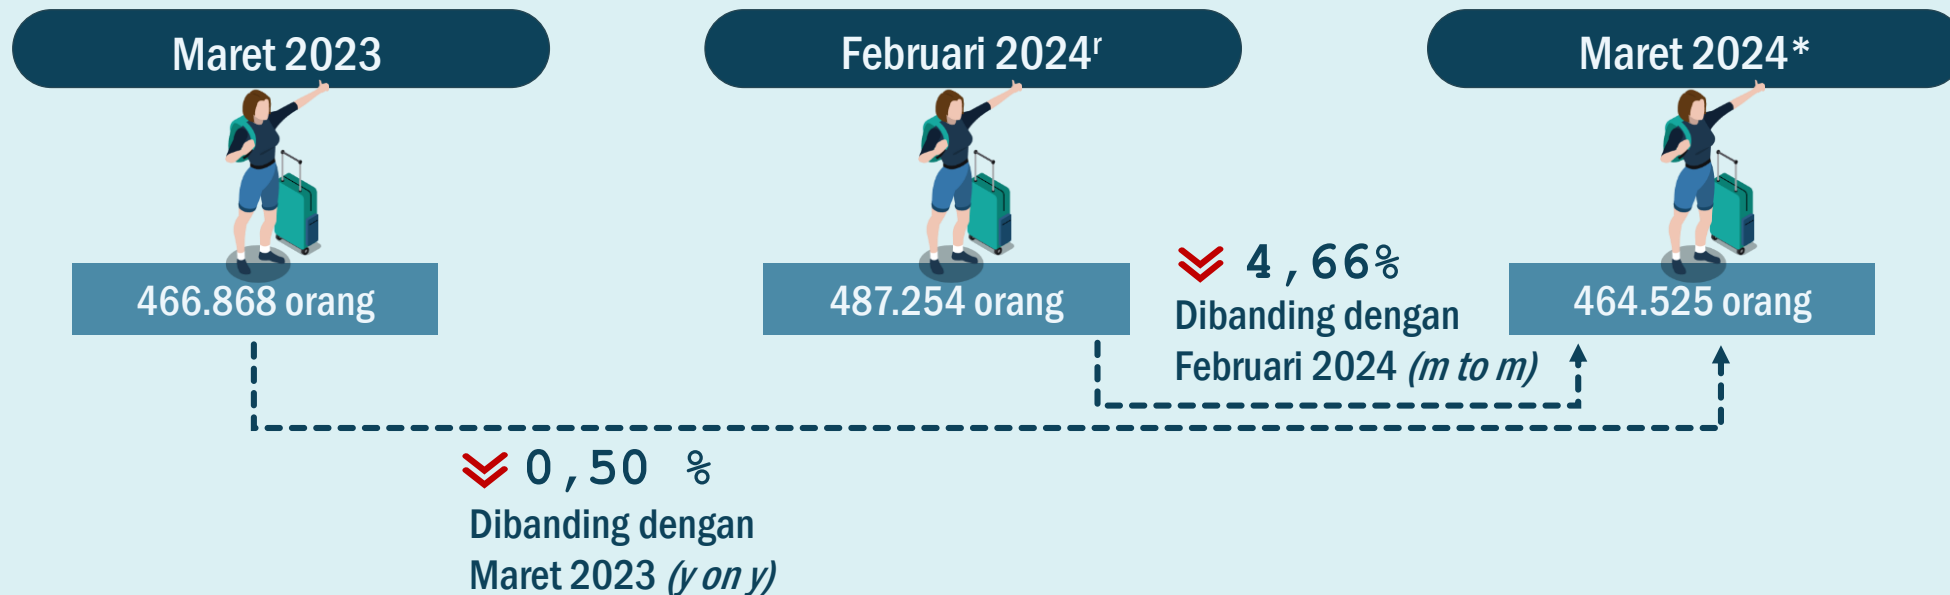 Maret 2023
Februari 2024ʳ
Maret 2024*
466.868 orang
487.254 orang
464.525 orang
4,66%
Dibanding dengan
Februari 2024 (m to m)
0,50 %
Dibanding dengan
Maret 2023 (y on y)